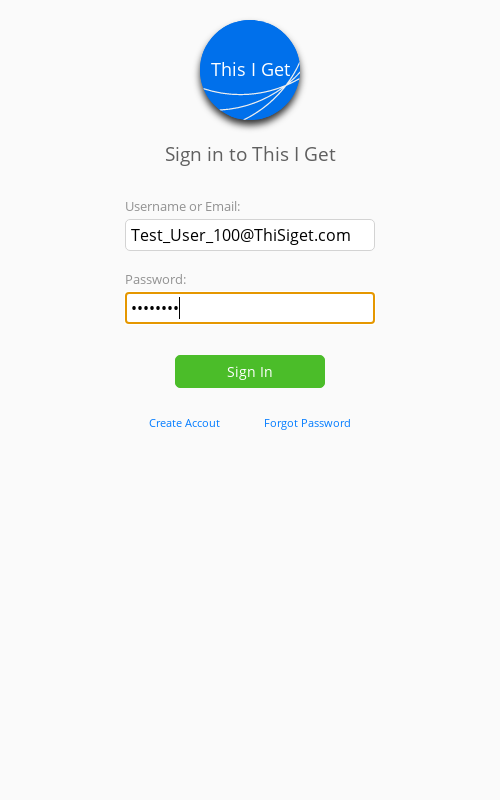 This I Get
Sign in to This I Get
Username or Email:
Test_User_100@ThiSiget.com
Password:
••••••••
Sign In
Create Accout Forgot Password